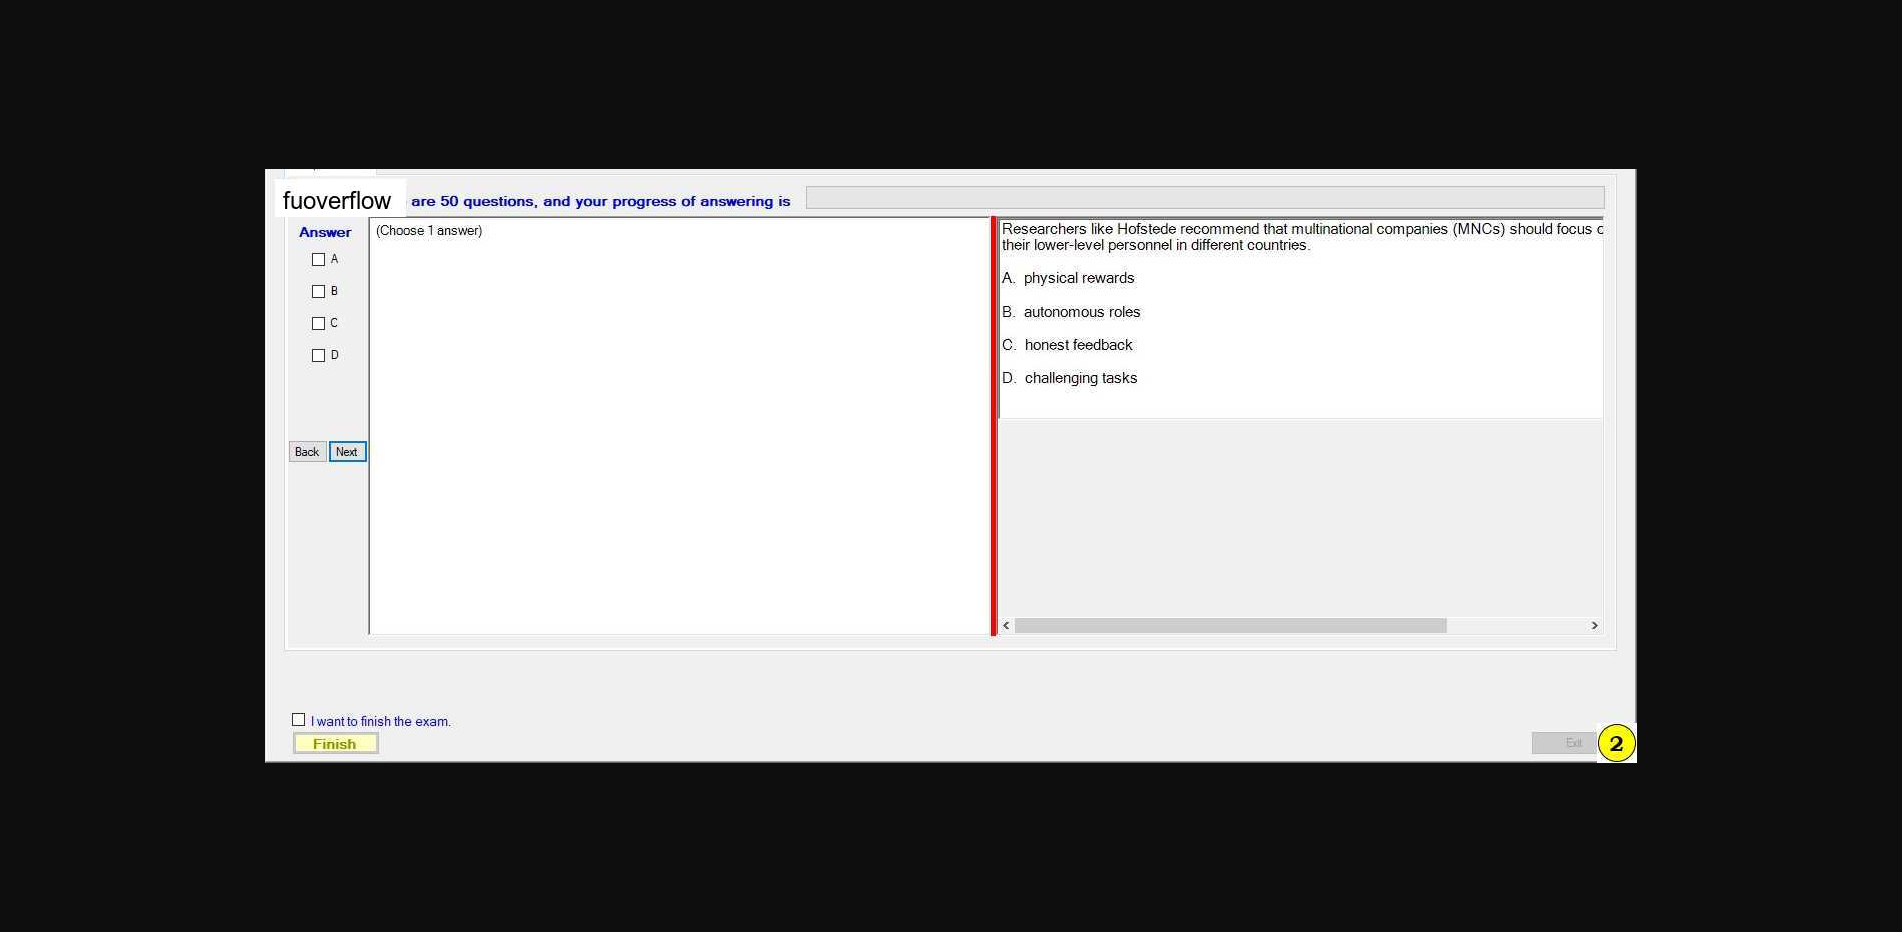 fuoverflow are 50 questions, and your progress of answering is
Answer
A
B
C
D
Back Next
(Choose 1 answer)
Researchers like Hofstede recommend that multinational companies (MNCs) should focus
their lower-level personnel in different countries.
A. physical rewards
B. autonomous roles
C. honest feedback
D. challenging tasks
I want to finish the exam.
Finish
Exit
2